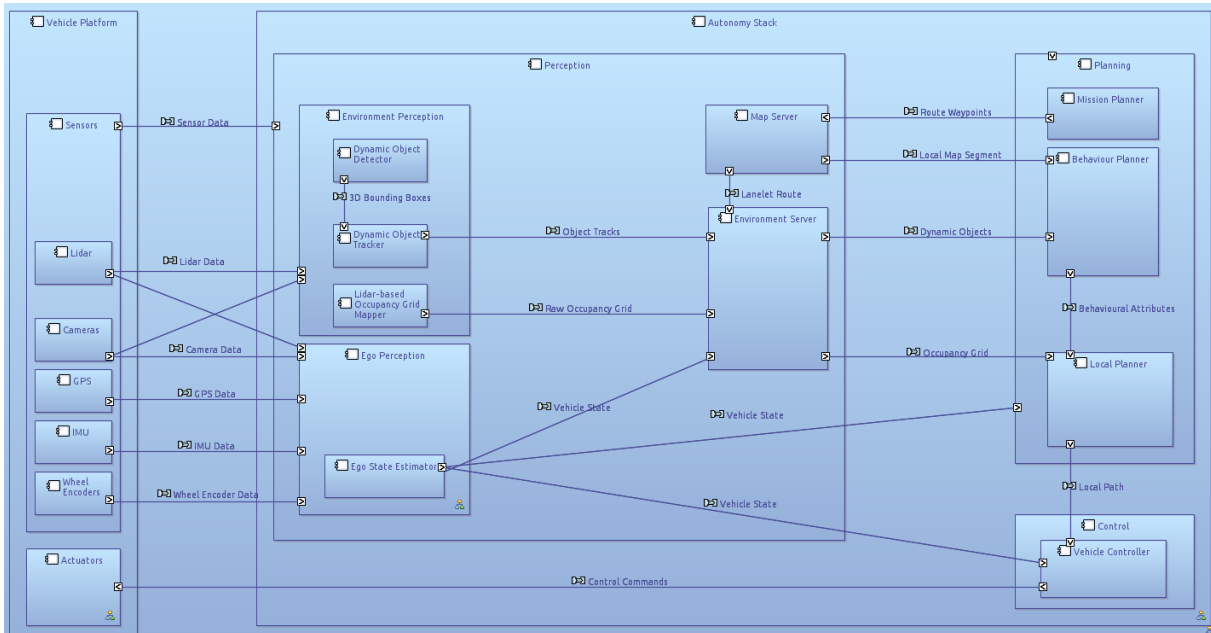 Vehicle Platform
Autonomy Stack
Perception
Planning
Sensors
Sensor Data
Environment Perception
Map Server
Route Waypoints
Mission Planner
Dynamic Object
Detector
Local Map Segment
Behaviour Planner
3D Bounding Boxes
Lanelet Route
Environment Server
Dynamic Object
Tracker
Object Tracks
Dynamic Objects
Lidar
Lidar Data
Lidar-based
Occupancy Grid
Mapper
Raw Occupancy Grid
Behavioural Attributes
Cameras
Camera Data
Ego Perception
Occupancy Grid
Local Planner
GPS
GPS Data
Vehicle State
Vehicle State
IMU
IMU Data
Ego State Estimator
Wheel
Encoders
Wheel Encoder Data
Local Path
Vehicle State
Control
Vehicle Controller
Actuators
Control Commands